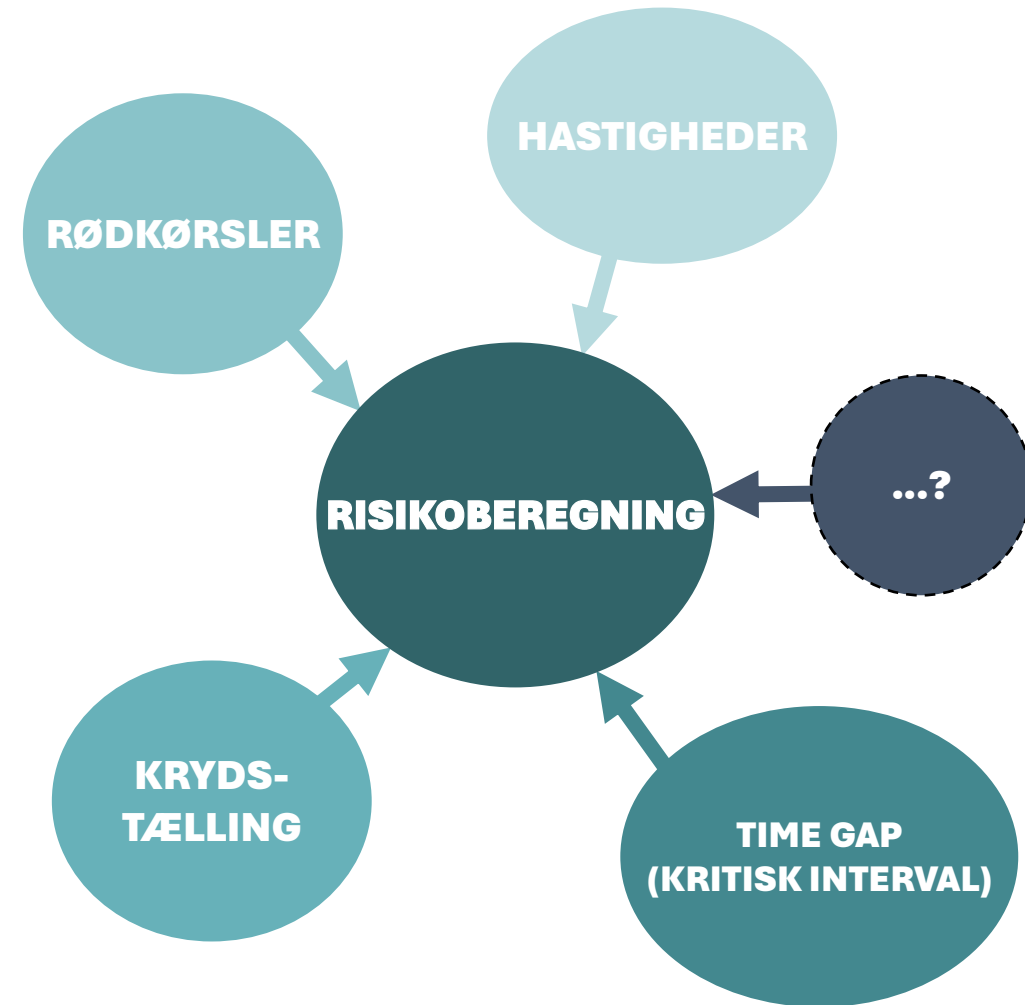 HASTIGHEDER
RØDKØRSLER
...?
RISIKOBEREGNING
KRYDS-
TÆLLING
TIME GAP
(KRITISK INTERVAL)